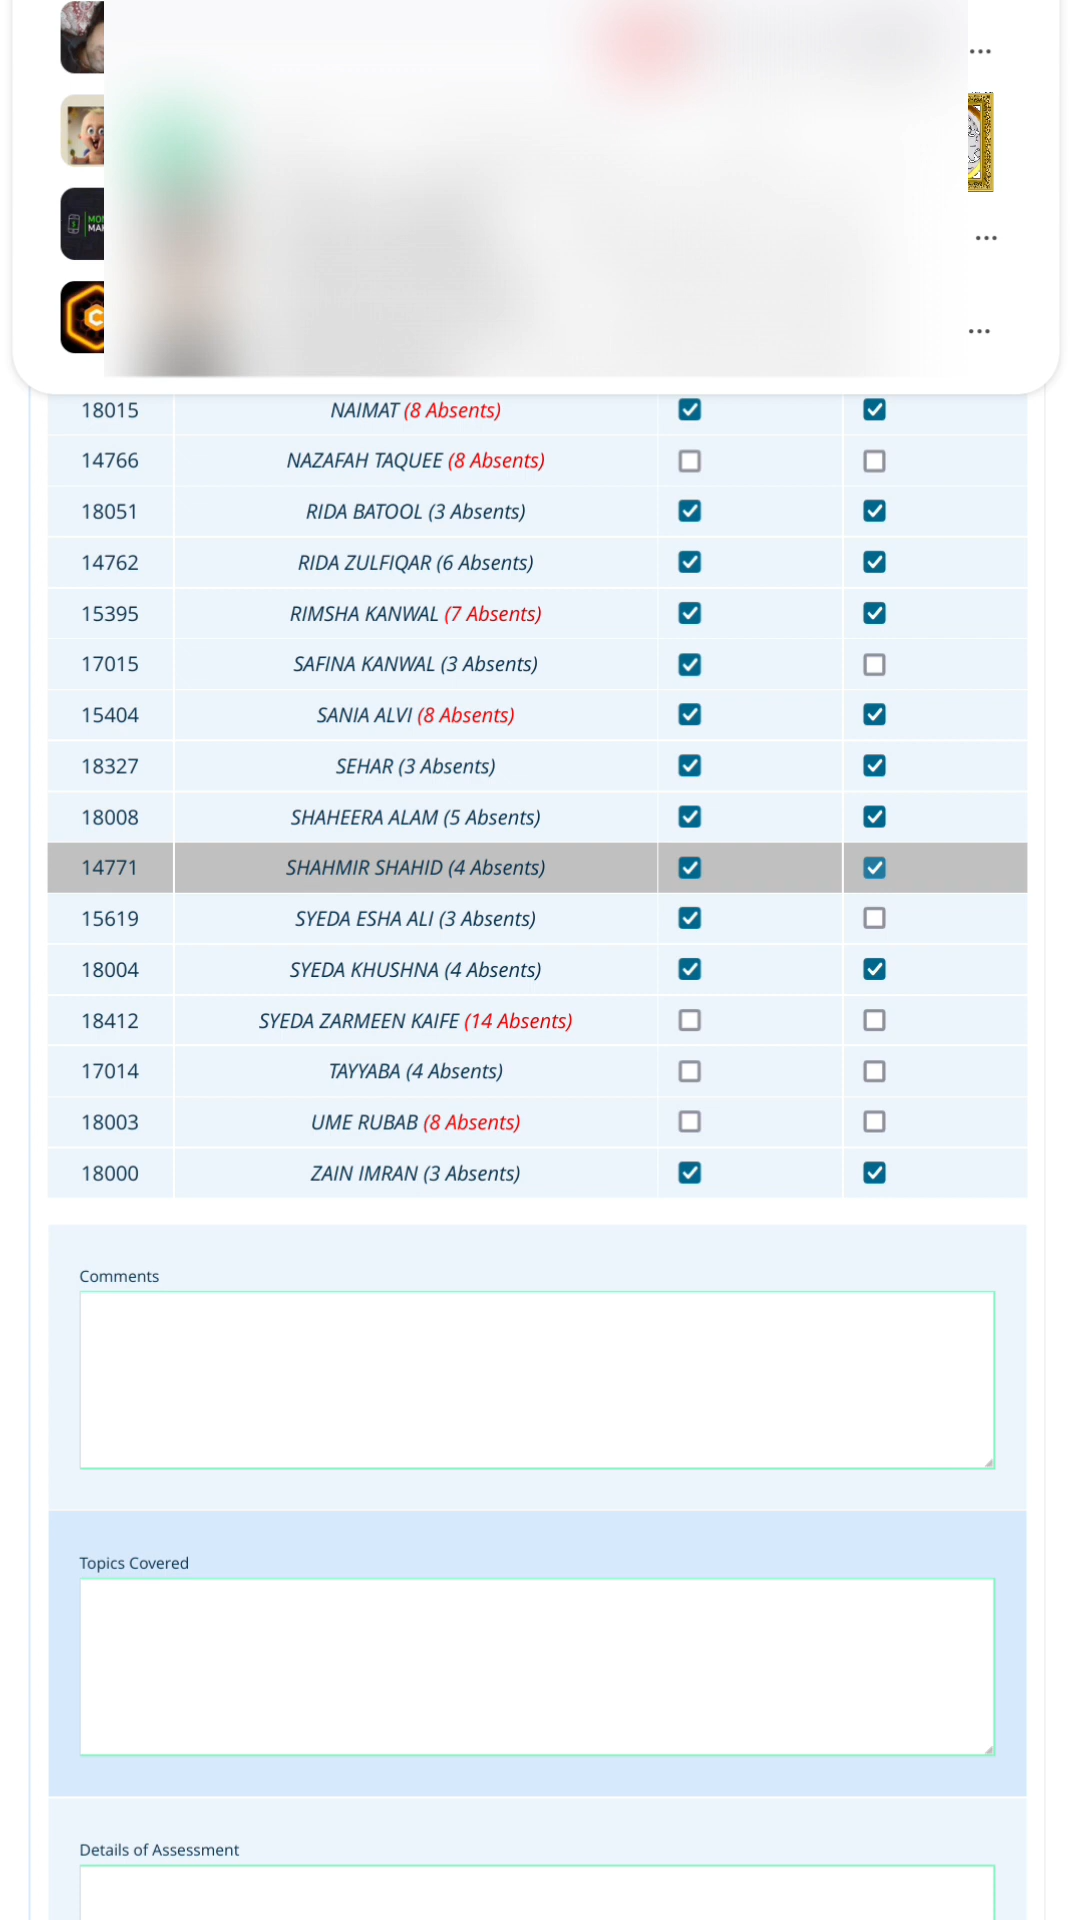 18015 NAIMAT (8 Absents)
14766 NAZAFAH TAQUEE (8 Absents)
18051 RIDA BATOOL (3 Absents)
14762 RIDA ZULFIQAR (6 Absents)
15395 RIMSHA KANWAL (7 Absents)
17015 SAFINA KANWAL (3 Absents)
15404 SANIA ALVI (8 Absents)
18327 SEHAR (3 Absents)
18008 SHAHEERA ALAM (5 Absents)
14771 SHAHMIR SHAHID (4 Absents)
15619 SYEDA ESHA ALI (3 Absents)
18004 SYEDA KHUSHNA (4 Absents)
18412 SYEDA ZARMEEN KAIFE (14 Absents)
17014 TAYYABA (4 Absents)
18003 UME RUBAB (8 Absents)
18000 ZAIN IMRAN (3 Absents)
Comments
Topics Covered
Details of Assessment